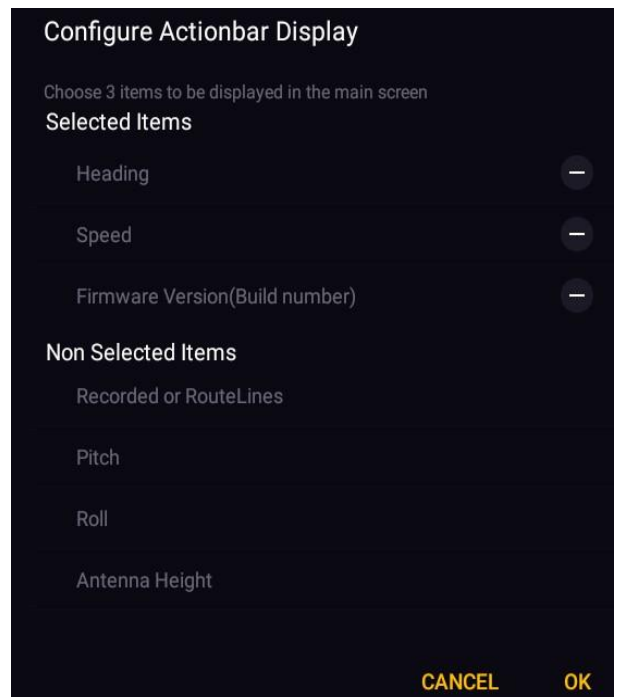 Configure Actionbar Display
Choose 3 items to be displayed in the main screen
Selected Items
Heading
Speed
Firmware Version(Build number)
Non Selected Items
Recorded or RouteLines
Pitch
Roll
Antenna Height
CANCEL OK